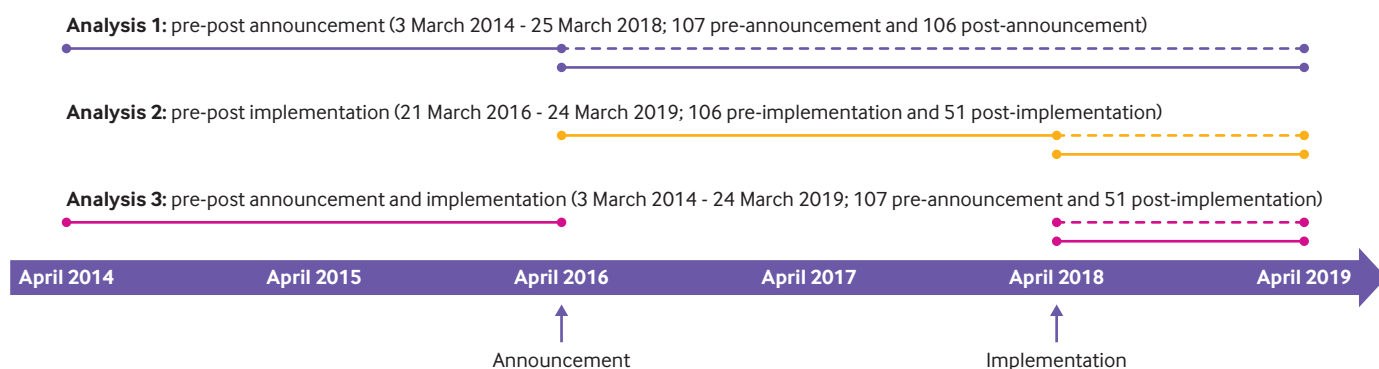 Analysis 1: pre-post announcement (3 March 2014 - 25 March 2018; 107 pre-announcement and 106 post-announcement)
Analysis 2: pre-post implementation (21 March 2016 - 24 March 2019; 106 pre-implementation and 51 post-implementation)
Analysis 3: pre-post announcement and implementation (3 March 2014 - 24 March 2019; 107 pre-announcement and 51 post-implementation)
April 2014 April 2015 April 2016 April 2017 April 2018 April 2019
Announcement Implementation